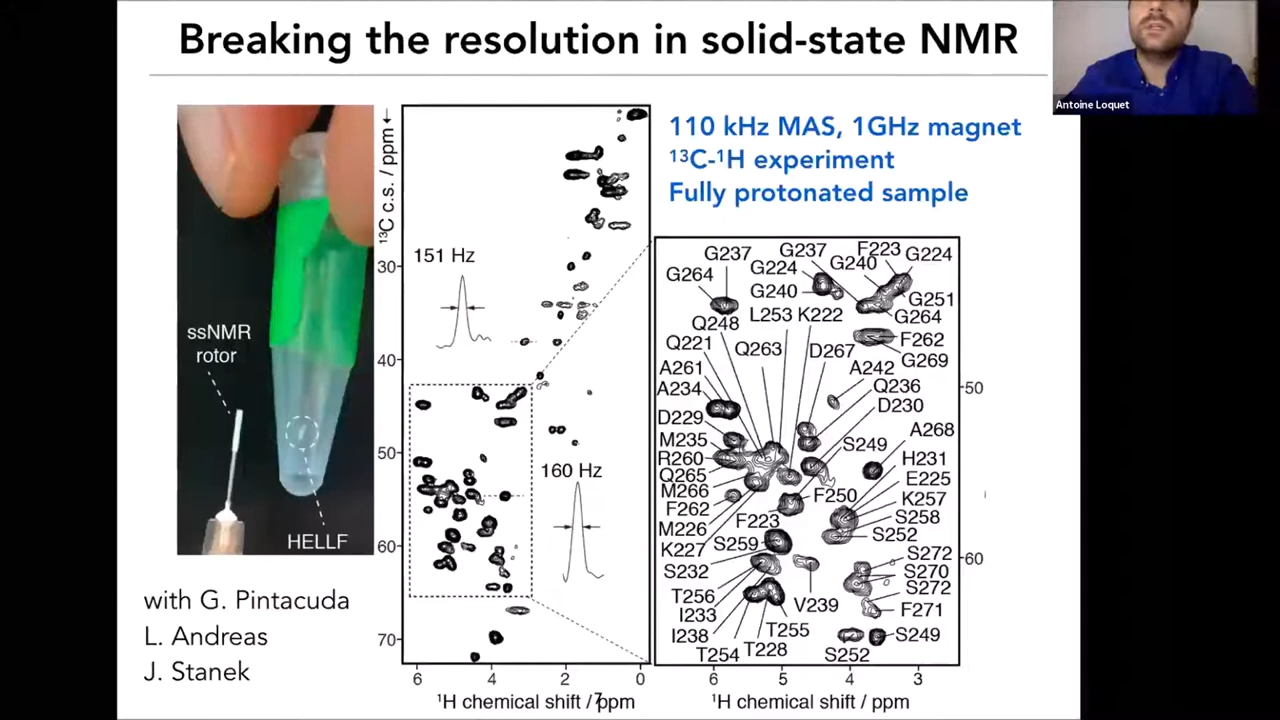 Breaking the resolution in solid-state NMR
Antoine Loquet
110 kHz MAS, 1GHz magnet
¹³C-¹H experiment
Fully protonated sample
ssNMR
rotor
HELLF
with G. Pintacuda
L. Andreas
J. Stanek
¹³C c.s. / ppm
30
40
50
60
70
151 Hz
160 Hz
6 4 2 0
¹H chemical shift / ppm
7
G237
G264
G237
G224
G240
F223
G240
G224
G251
G264
F262
G269
L253
K222
Q248
Q221
Q263
D267
A242
A261
A234
Q236
D230
D229
M235
R260
Q265
M266
F262
M226
K227
S249
A268
H231
E225
K257
S258
S252
F250
F223
S259
S232
T256
I233
I238
T254
T228
T255
V239
S272
S270
S272
F271
S249
S252
50
60
6 5 4 3
¹H chemical shift / ppm